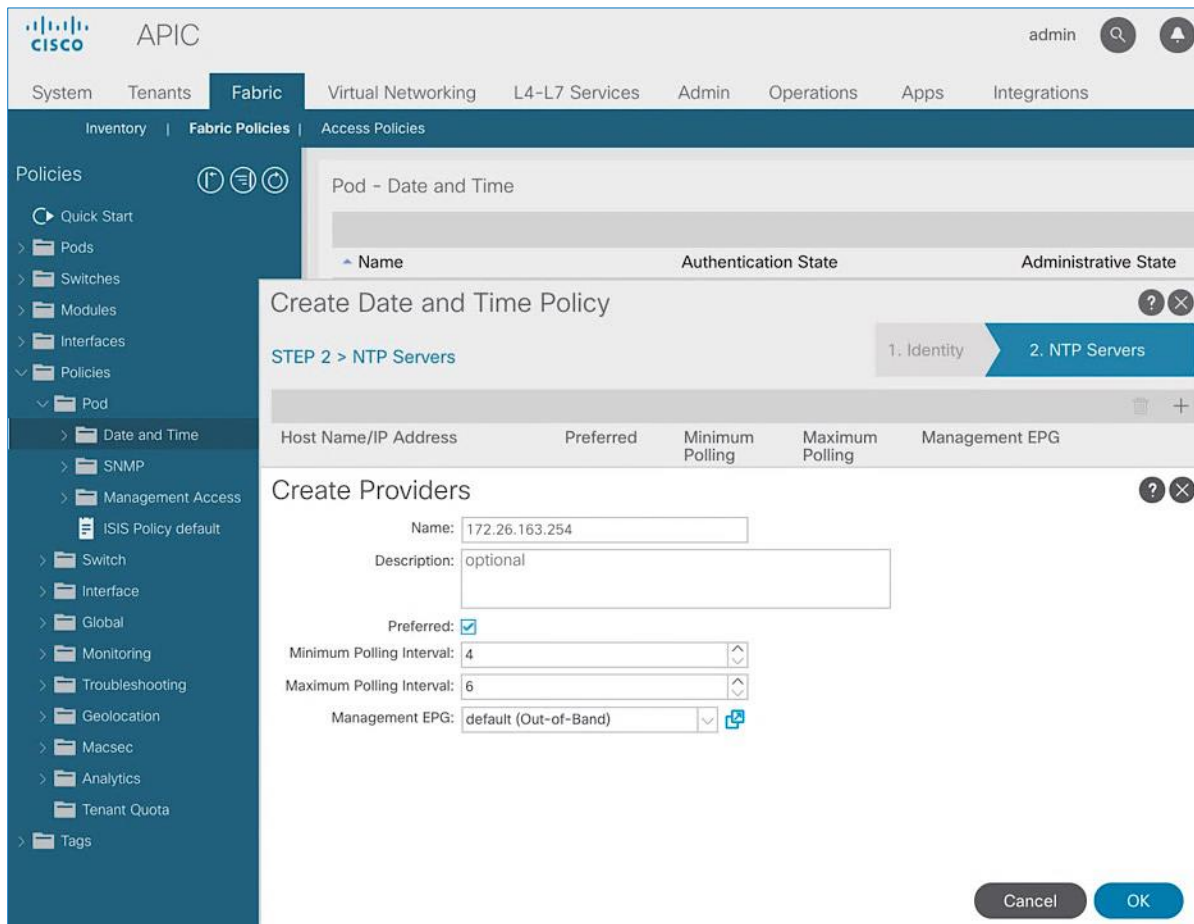 CISCO APIC admin
System Tenants Fabric Virtual Networking L4-L7 Services Admin Operations Apps Integrations
Inventory | Fabric Policies | Access Policies
Policies
Quick Start
Pods
Switches
Modules
Interfaces
Policies
Pod
Date and Time
SNMP
Management Access
ISIS Policy default
Switch
Interface
Global
Monitoring
Troubleshooting
Geolocation
Macsec
Analytics
Tenant Quota
Tags
Pod - Date and Time
Name Authentication State Administrative State
Create Date and Time Policy
STEP 2 > NTP Servers 1. Identity 2. NTP Servers
Host Name/IP Address Preferred Minimum Polling Maximum Polling Management EPG
Create Providers
Name: 172.26.163.254
Description: optional
Preferred:
Minimum Polling Interval: 4
Maximum Polling Interval: 6
Management EPG: default (Out-of-Band)
Cancel OK